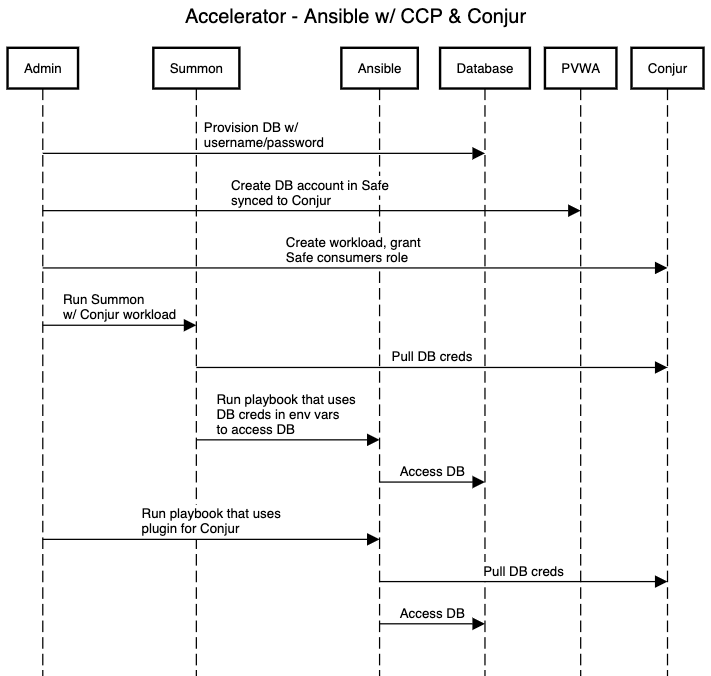 Accelerator - Ansible w/ CCP & Conjur
Admin
Summon
Ansible
Database
PVWA
Conjur
Provision DB w/
username/password
Create DB account in Safe
synced to Conjur
Create workload, grant
Safe consumers role
Run Summon
w/ Conjur workload
Pull DB creds
Run playbook that uses
DB creds in env vars
to access DB
Access DB
Run playbook that uses
plugin for Conjur
Pull DB creds
Access DB